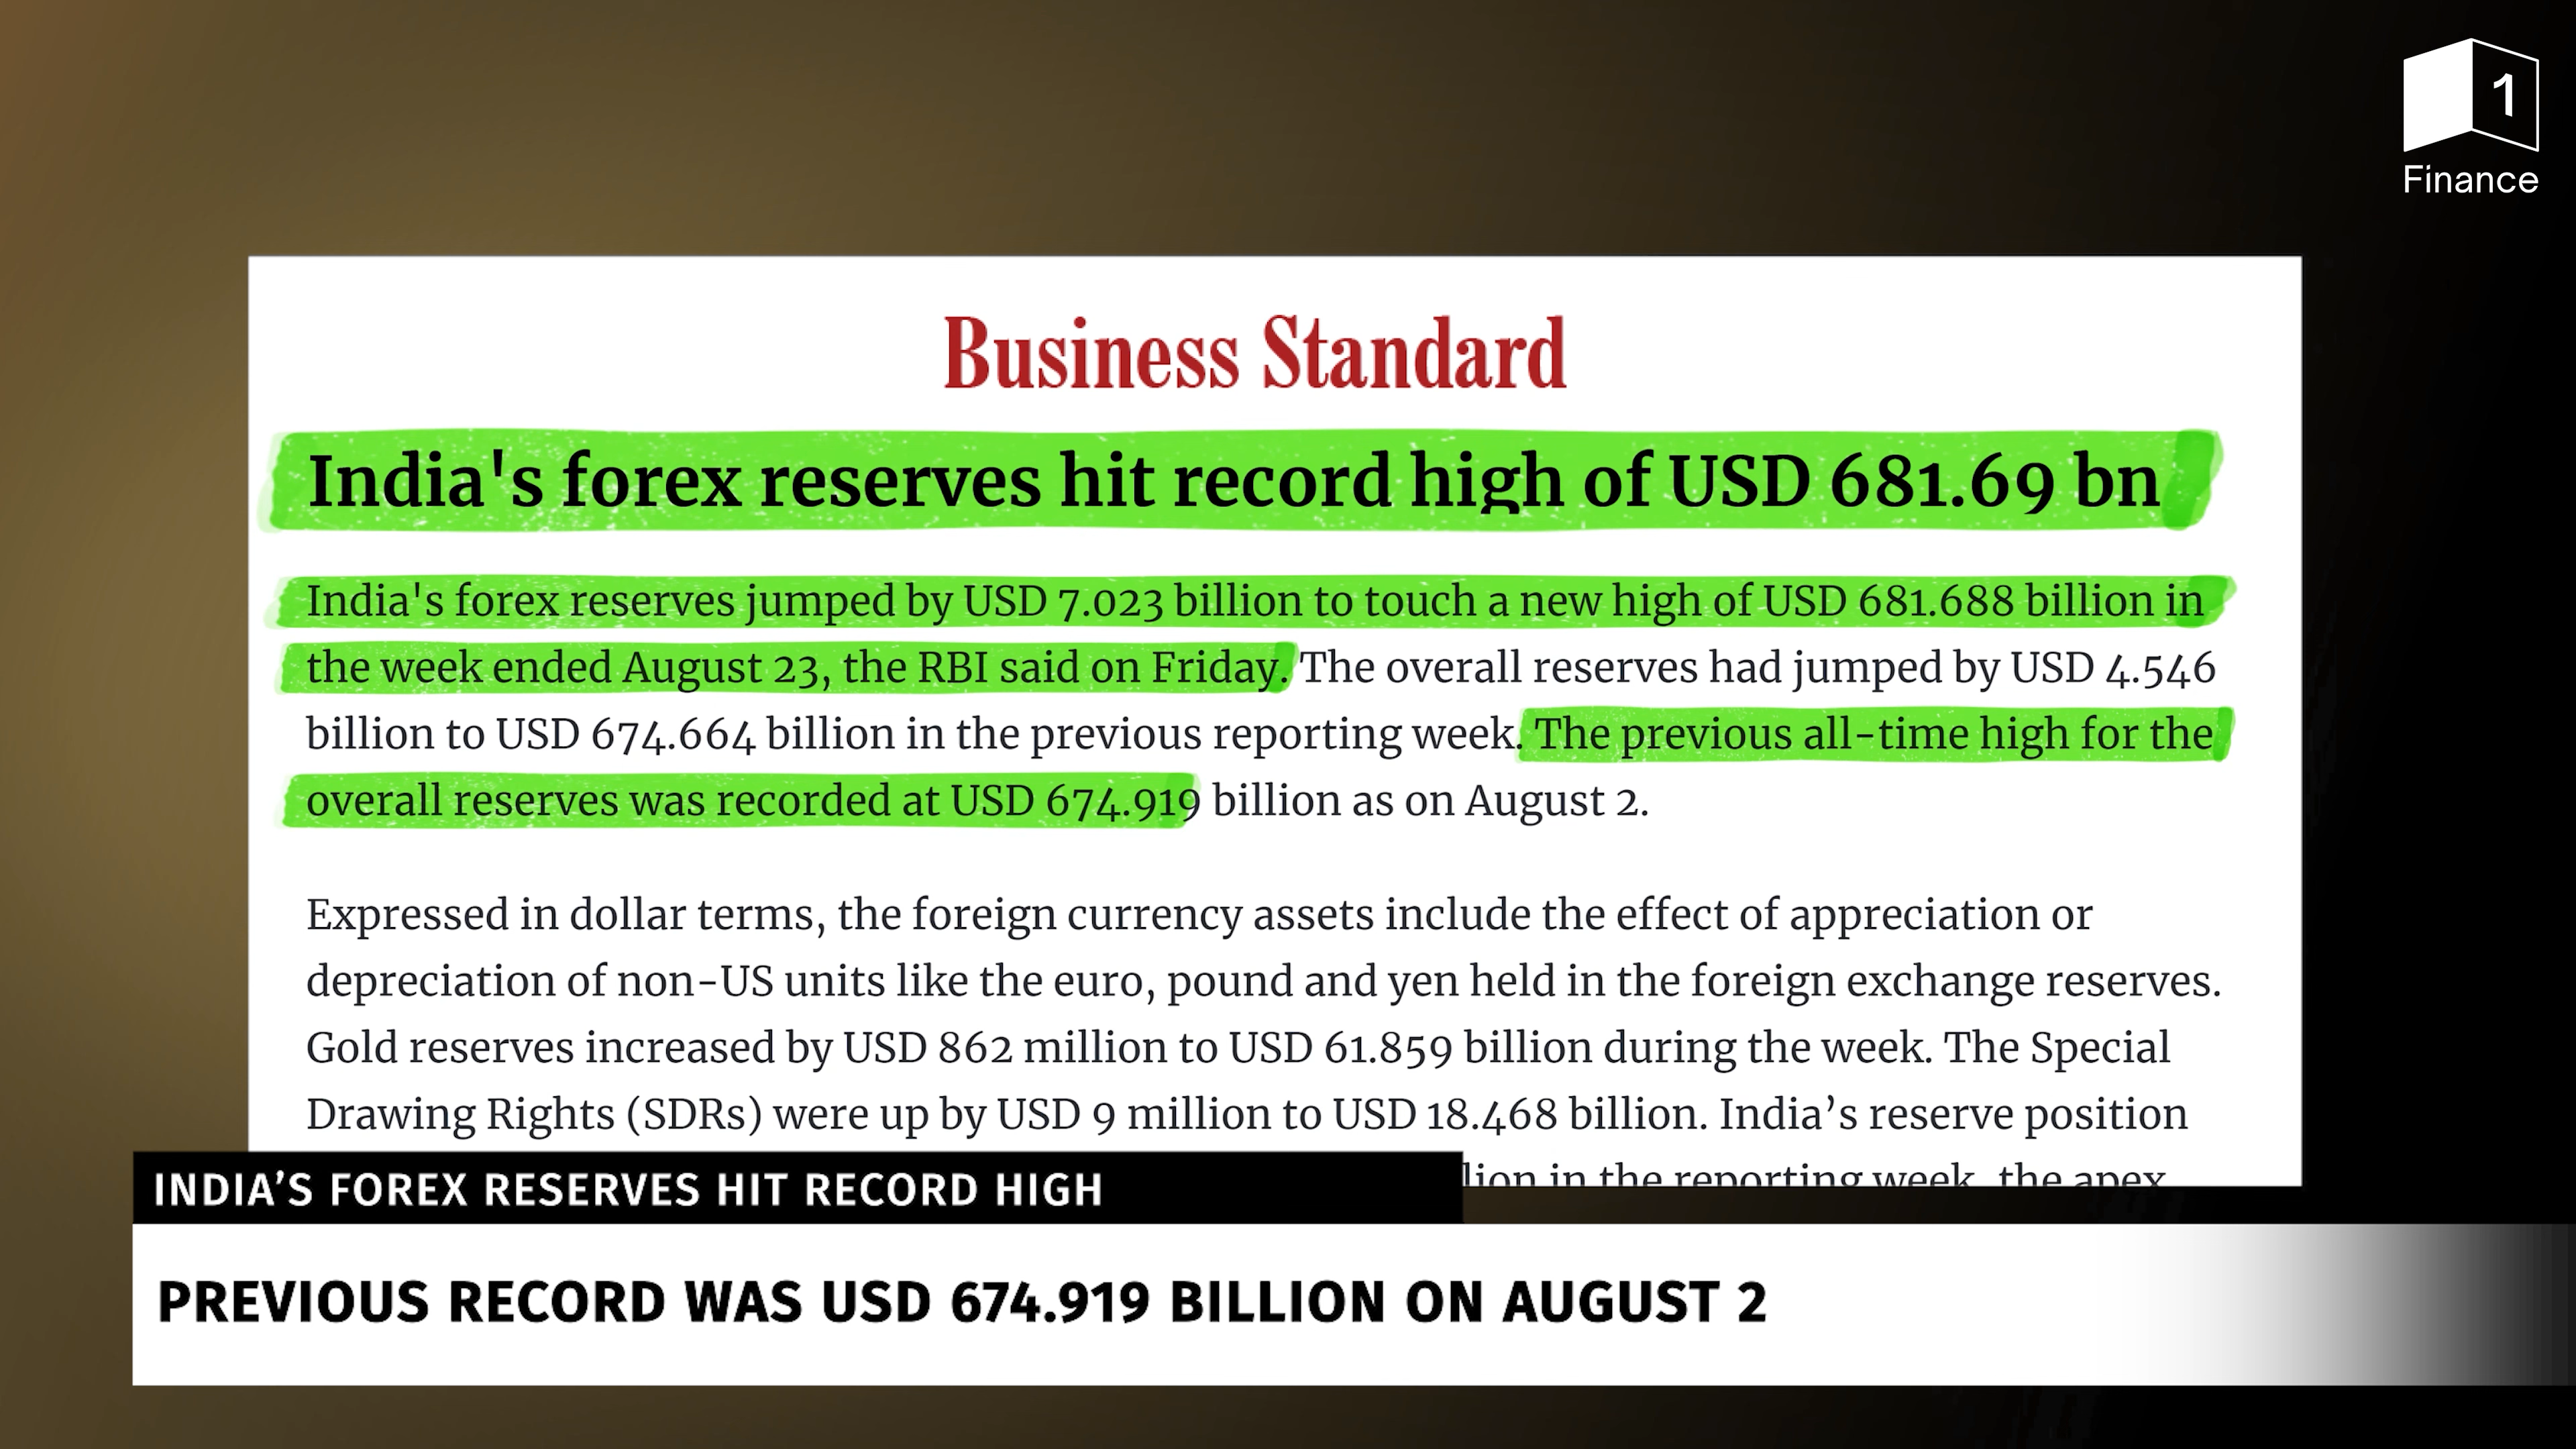 1
Finance
Business Standard
India's forex reserves hit record high of USD 681.69 bn
India's forex reserves jumped by USD 7.023 billion to touch a new high of USD 681.688 billion in
the week ended August 23, the RBI said on Friday. The overall reserves had jumped by USD 4.546
billion to USD 674.664 billion in the previous reporting week. The previous all-time high for the
overall reserves was recorded at USD 674.919 billion as on August 2.
Expressed in dollar terms, the foreign currency assets include the effect of appreciation or
depreciation of non-US units like the euro, pound and yen held in the foreign exchange reserves.
Gold reserves increased by USD 862 million to USD 61.859 billion during the week. The Special
Drawing Rights (SDRs) were up by USD 9 million to USD 18.468 billion. India’s reserve position
in the reporting week, the apex
INDIA’S FOREX RESERVES HIT RECORD HIGH
PREVIOUS RECORD WAS USD 674.919 BILLION ON AUGUST 2